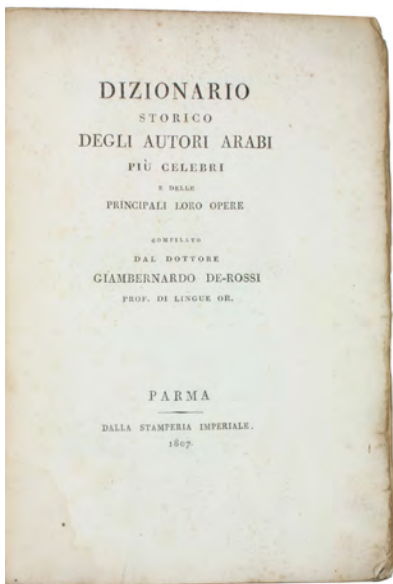 DIZIONARIO
STORICO
DEGLI AUTORI ARABI
PIÙ CELEBRI
E DELLE
PRINCIPALI LORO OPERE
COMPILATO
DAL DOTTORE
GIAMBERNARDO DE-ROSSI
PROF. DI LINGUE OR.
PARMA
DALLA STAMPERIA IMPERIALE.
1807.